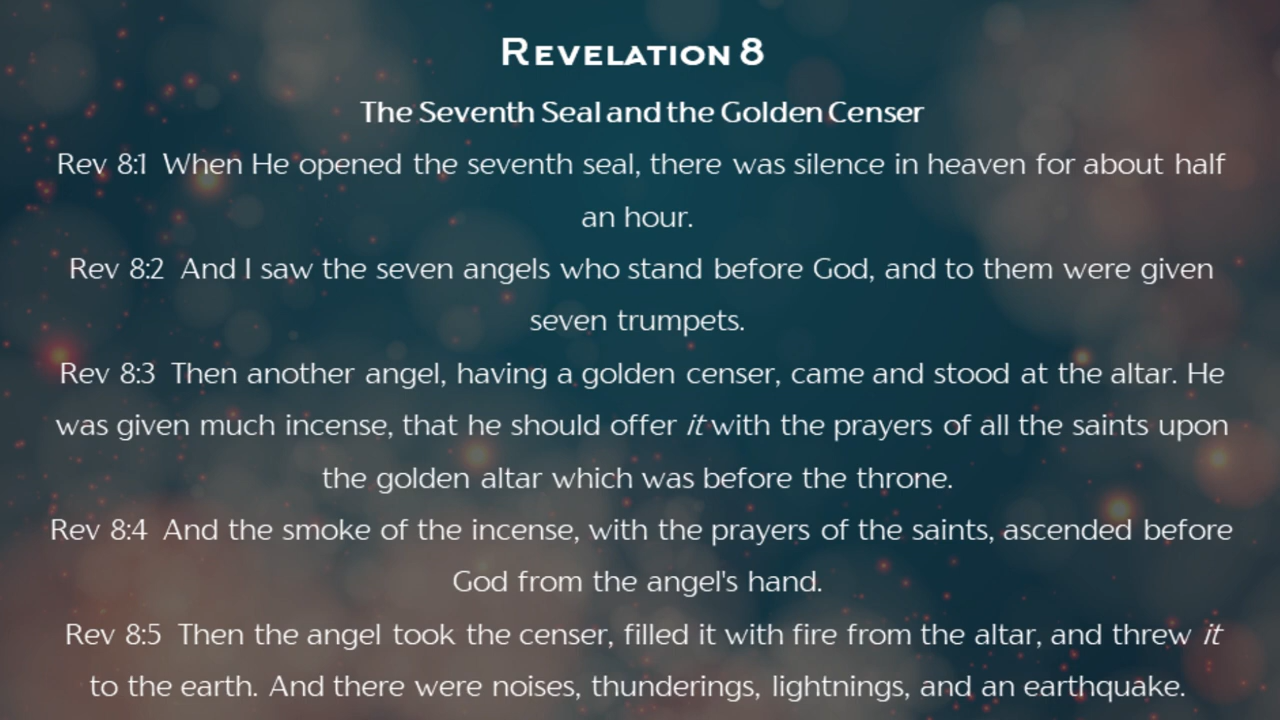 Revelation 8
The Seventh Seal and the Golden Censer
Rev 8:1 When He opened the seventh seal, there was silence in heaven for about half
an hour.
Rev 8:2 And I saw the seven angels who stand before God, and to them were given
seven trumpets.
Rev 8:3 Then another angel, having a golden censer, came and stood at the altar. He
was given much incense, that he should offer it with the prayers of all the saints upon
the golden altar which was before the throne.
Rev 8:4 And the smoke of the incense, with the prayers of the saints, ascended before
God from the angel's hand.
Rev 8:5 Then the angel took the censer, filled it with fire from the altar, and threw it
to the earth. And there were noises, thunderings, lightnings, and an earthquake.